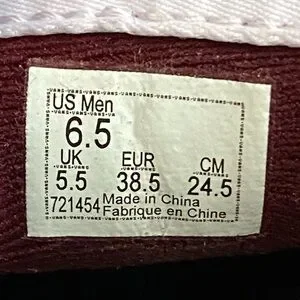 US Men
6.5
UK EUR CM
5.5 38.5 24.5
721454 Made in China
Fabrique en Chine